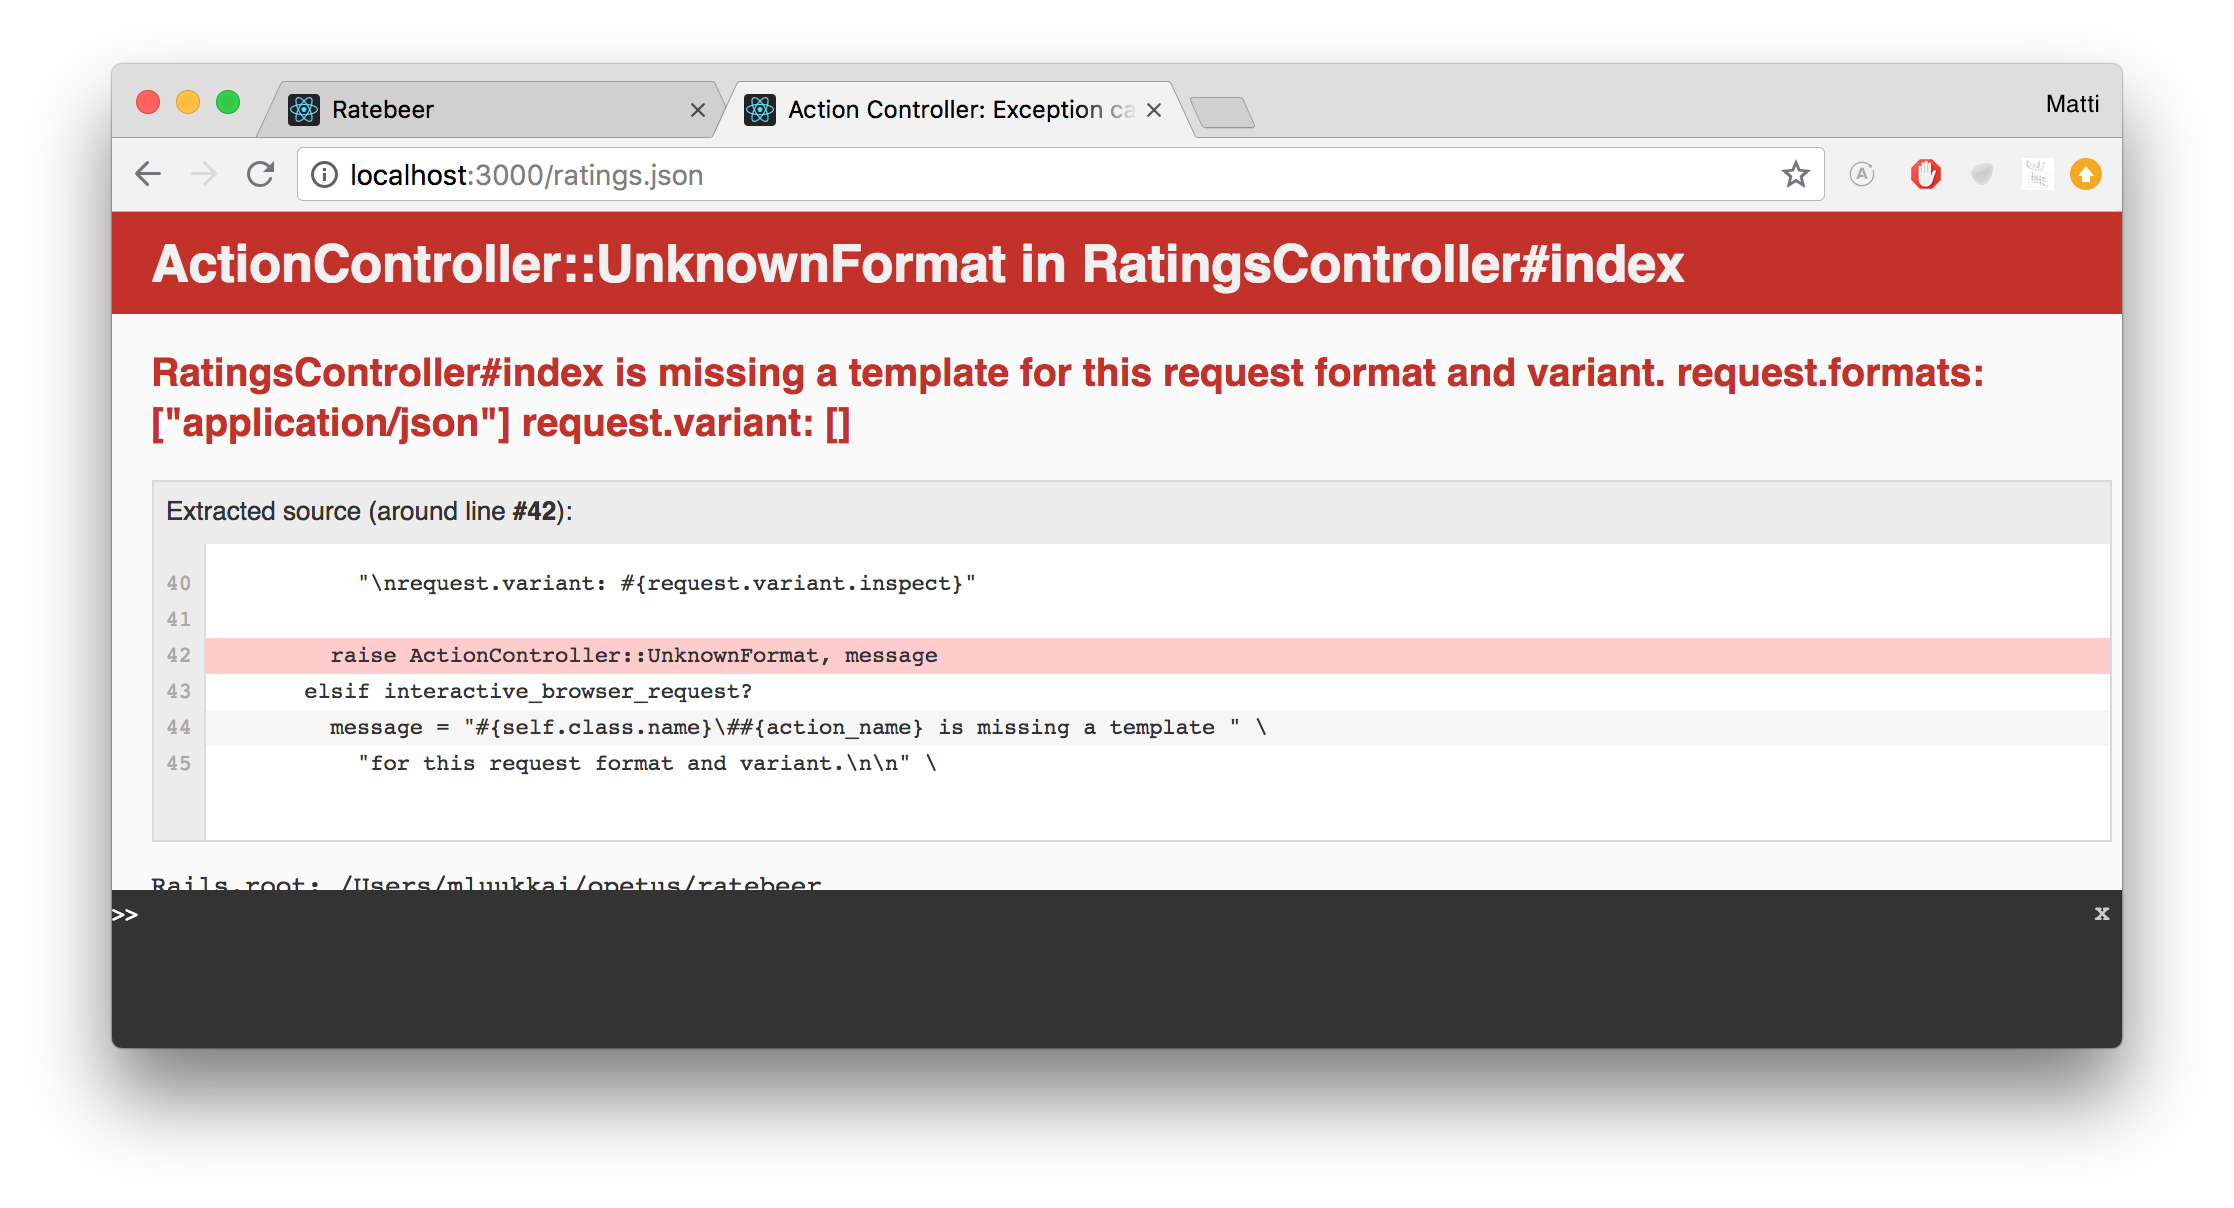 Ratebeer
Action Controller: Exception ca
Matti
localhost:3000/ratings.json
ActionController::UnknownFormat in RatingsController#index
RatingsController#index is missing a template for this request format and variant. request.formats:
["application/json"] request.variant: []
Extracted source (around line #42):
40 "\nrequest.variant: #{request.variant.inspect}"
41
42 raise ActionController::UnknownFormat, message
43 elsif interactive_browser_request?
44 message = "#{self.class.name}\##{action_name} is missing a template " \
45 "for this request format and variant.\n\n" \
Rails.root: /Users/mluukkai/opetus/ratebeer
>>
x